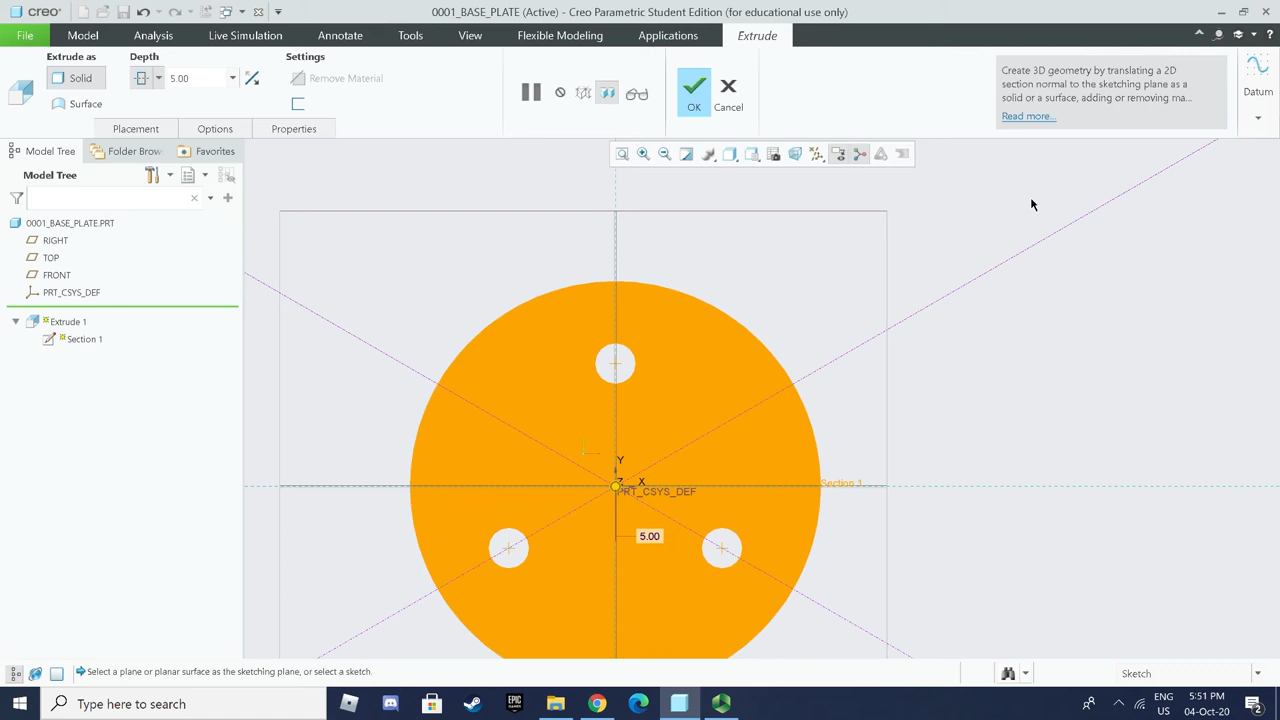 creo
0001_BASE_PLATE (Active) - Creo Parametric Student Edition (for educational use only)
File Model Analysis Live Simulation Annotate Tools View Flexible Modeling Applications Extrude
Extrude as Depth Settings
Solid 5.00 Remove Material
Surface
OK Cancel
Create 3D geometry by translating a 2D
section normal to the sketching plane as a
solid or a surface, adding or removing ma...
Read more...
Datum
Placement Options Properties
Model Tree Folder Brow Favorites
Model Tree
0001_BASE_PLATE.PRT
RIGHT
TOP
FRONT
PRT_CSYS_DEF
Extrude 1
Section 1
Y
Z X
PRT_CSYS_DEF
Section 1
5.00
Select a plane or planar surface as the sketching plane, or select a sketch.
Sketch
Type here to search
EPIC
GAMES
ENG
US
5:51 PM
04-Oct-20
2